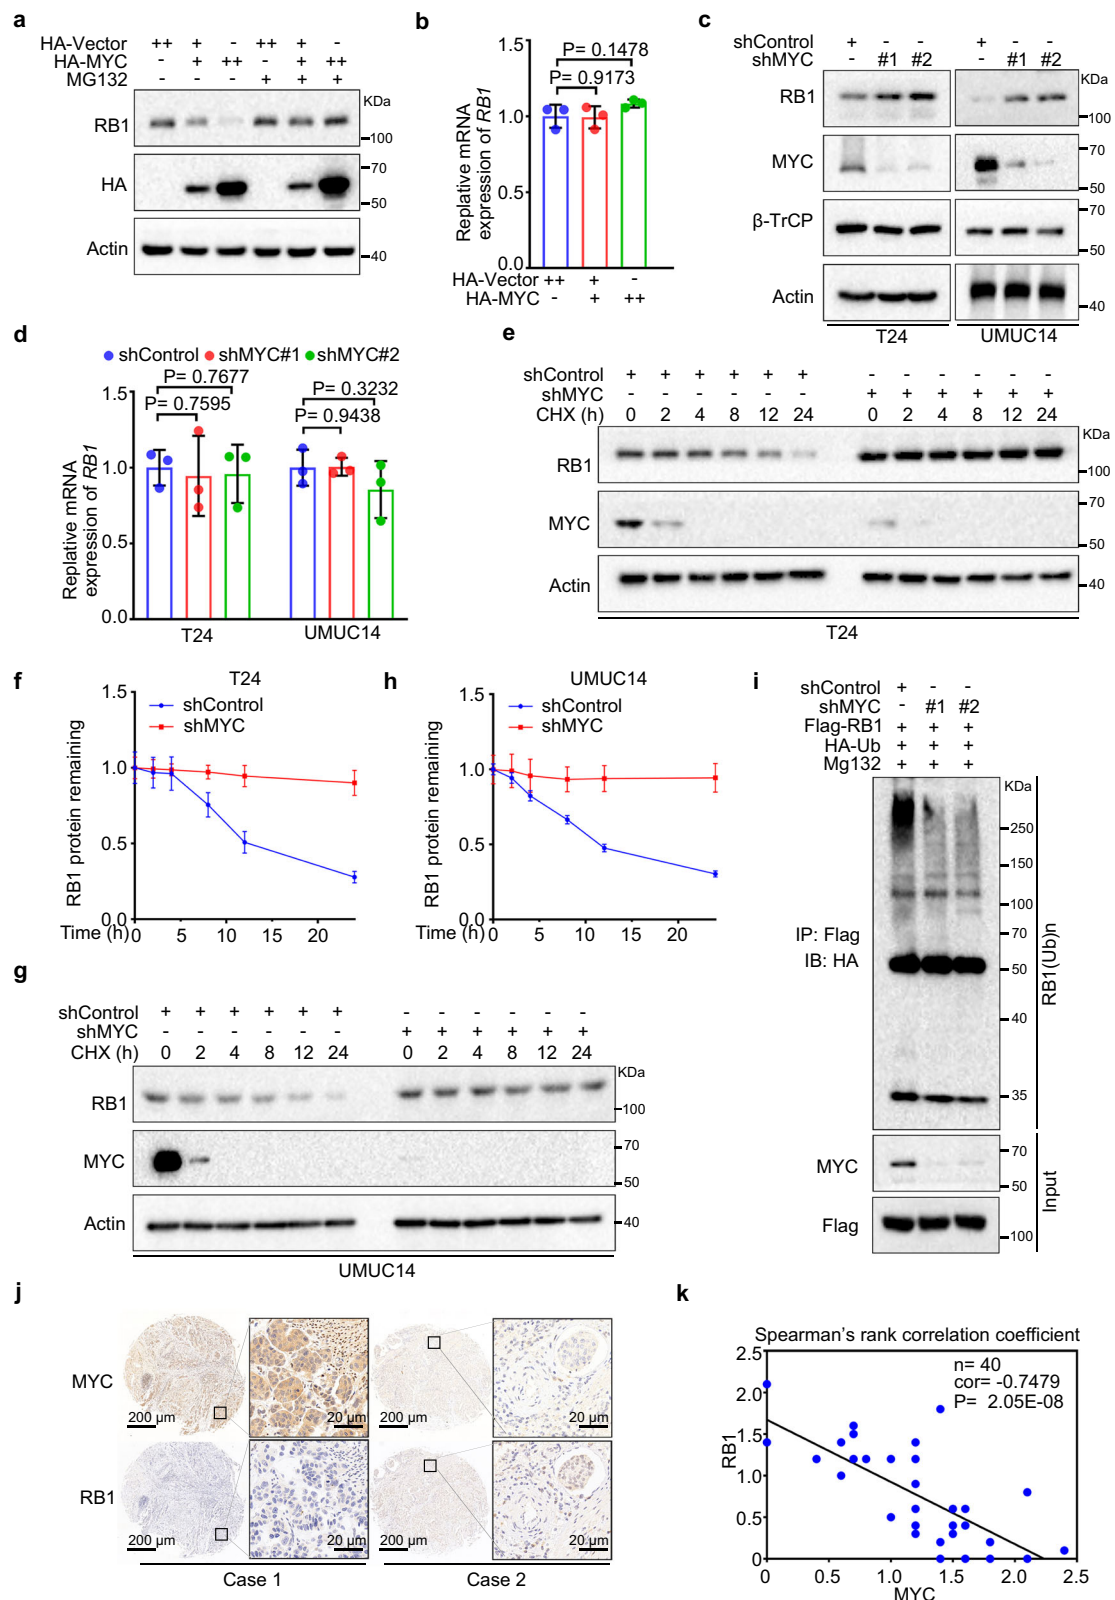 a
HA-Vector ++ + - ++ + -
HA-MYC - + ++ - + ++
MG132 - - - + + +
KDa
RB1
100
70
HA
50
Actin
40
b
1.5
P= 0.1478
P= 0.9173
1.0
0.5
0.0
Replative mRNA
expression of RB1
HA-Vector ++ + -
HA-MYC - + ++
c
shControl + - - + - -
shMYC - #1 #2 - #1 #2
KDa
RB1
100
70
MYC
50
70
β-TrCP
50
Actin
40
T24 UMUC14
d
shControl shMYC#1 shMYC#2
P= 0.7677
P= 0.7595
P= 0.3232
P= 0.9438
1.5
1.0
0.5
0.0
Replative mRNA
expression of RB1
T24 UMUC14
e
shControl + + + + + + - - - - - -
shMYC - - - - - - + + + + + +
CHX (h) 0 2 4 8 12 24 0 2 4 8 12 24
KDa
RB1
100
70
MYC
50
Actin
40
T24
f
T24
1.5
shControl
shMYC
1.0
0.5
0.0
RB1 protein remaining
Time (h) 0 5 10 15 20
h
UMUC14
1.5
shControl
shMYC
1.0
0.5
0.0
RB1 protein remaining
Time (h) 0 5 10 15 20
i
shControl + - -
shMYC - #1 #2
Flag-RB1 + + +
HA-Ub + + +
Mg132 + + +
KDa
250
150
100
70
IP: Flag
IB: HA
50
40
35
RB1(Ub)n
70
MYC
50
Flag
100
Input
g
shControl + + + + + + - - - - - -
shMYC - - - - - - + + + + + +
CHX (h) 0 2 4 8 12 24 0 2 4 8 12 24
KDa
RB1
100
70
MYC
50
Actin
40
UMUC14
j
MYC
200 µm 20 µm 200 µm 20 µm
RB1
200 µm 20 µm 200 µm 20 µm
Case 1 Case 2
k
Spearman's rank correlation coefficient
n= 40
cor= -0.7479
P= 2.05E-08
2.5
2.0
1.5
1.0
0.5
0
RB1
0 0.5 1.0 1.5 2.0 2.5
MYC